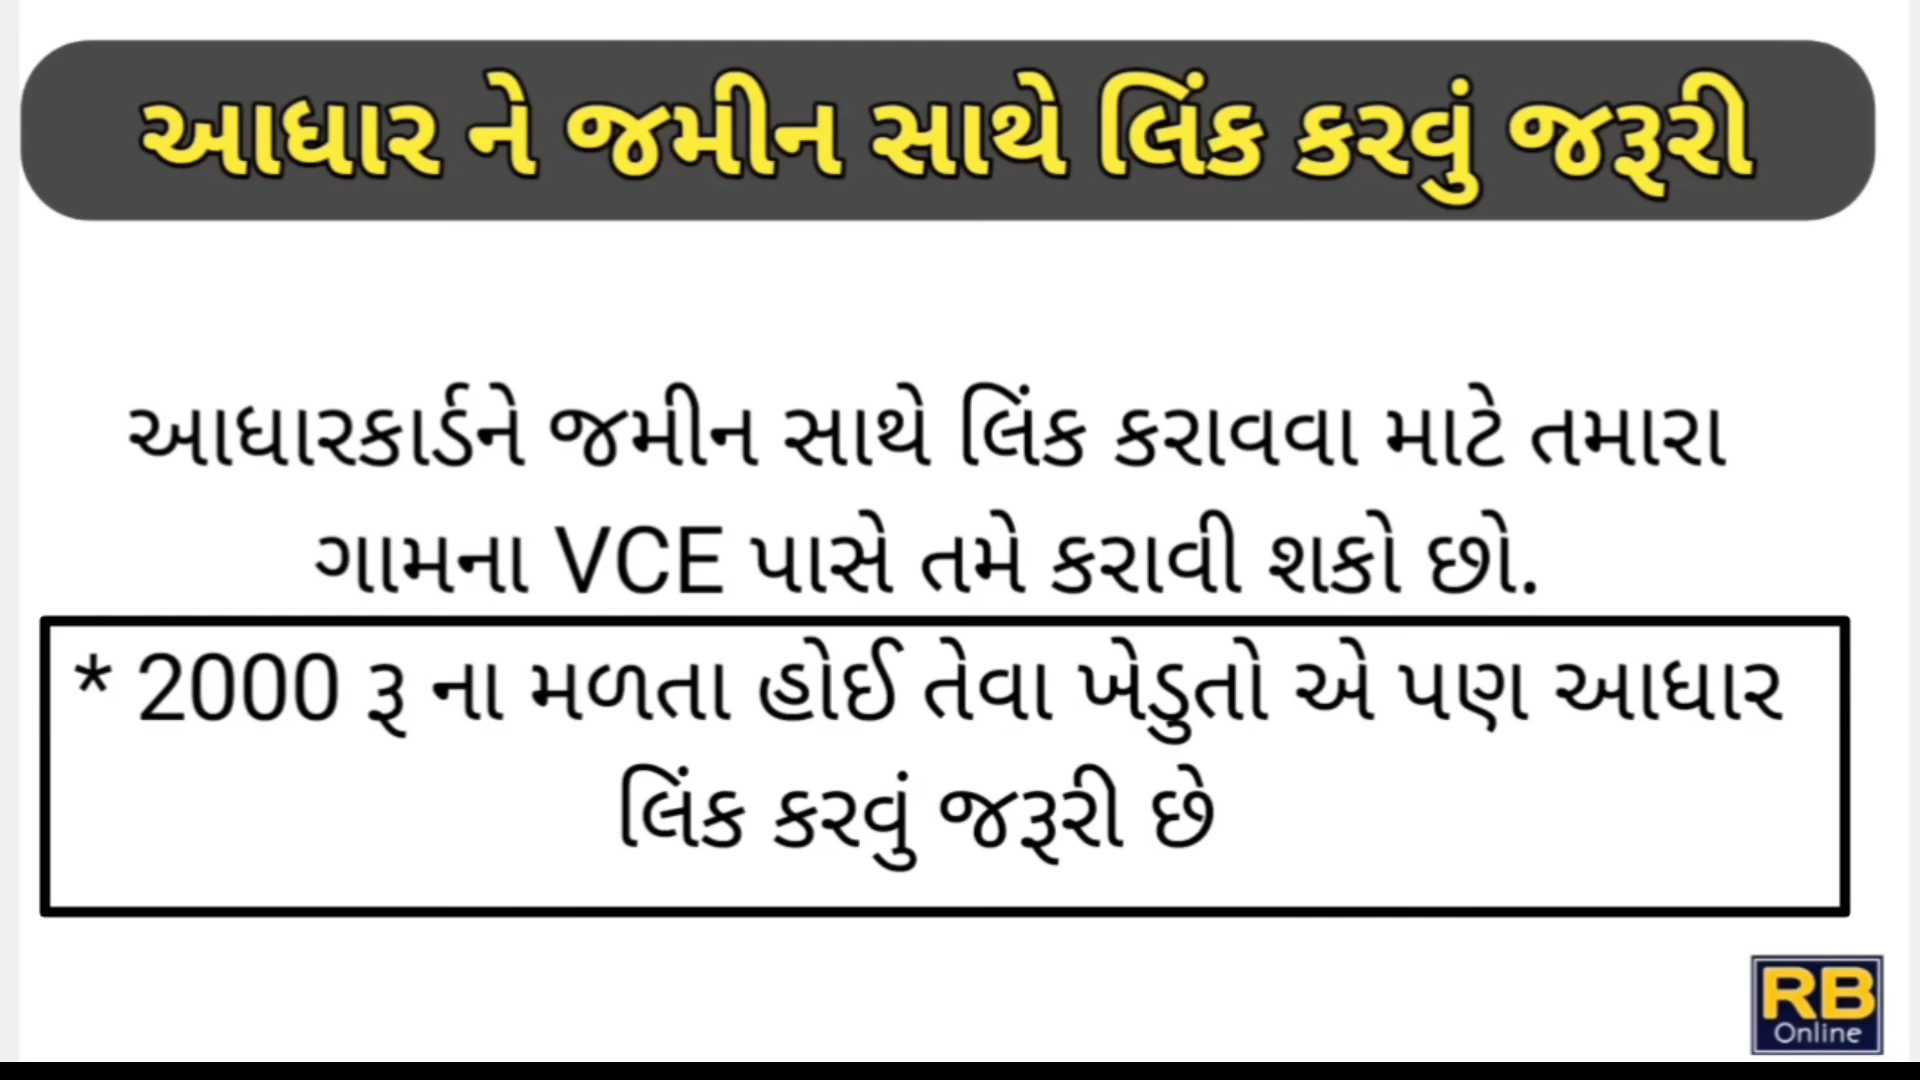 આધાર ને જમીન સાથે લિંક કરવું જરૂરી
આધારકાર્ડને જમીન સાથે લિંક કરાવવા માટે તમારા
ગામના VCE પાસે તમે કરાવી શકો છો.
* 2000 રૂ ના મળતા હોઈ તેવા ખેડુતો એ પણ આધાર
લિંક કરવું જરૂરી છે
RB
Online